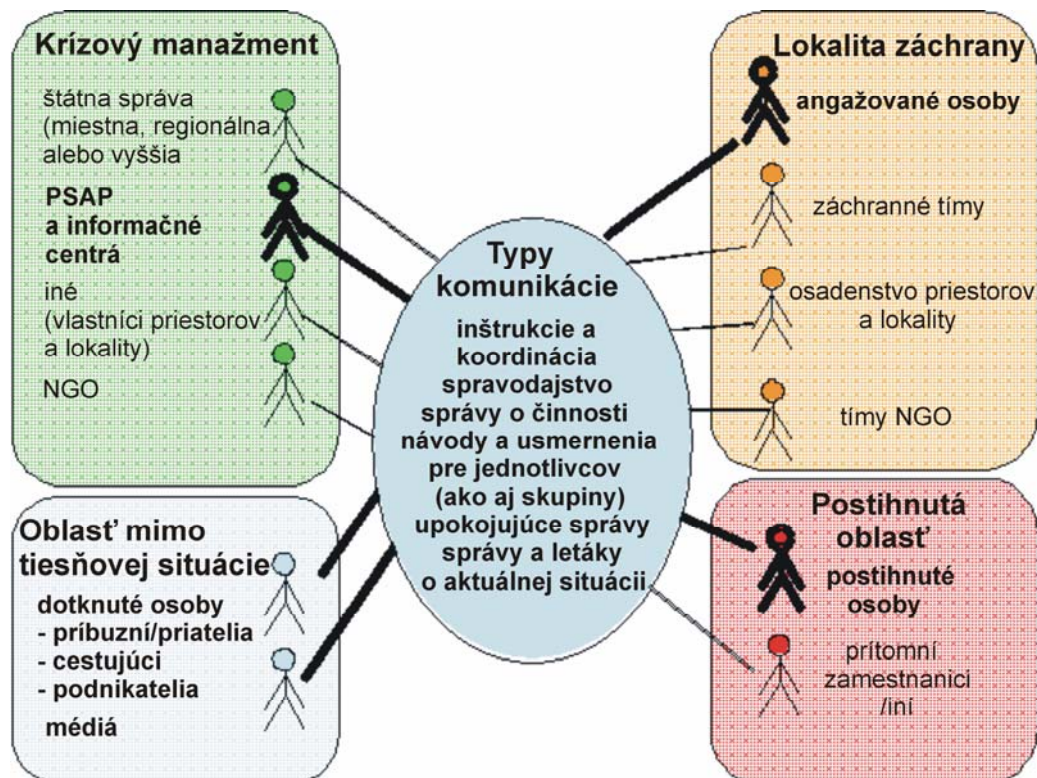 Krízový manažment
štátna správa
(miestna, regionálna
alebo vyššia
PSAP
a informačné
centrá
iné
(vlastníci priestorov
a lokality)
NGO
Lokalita záchrany
angažované osoby
záchranné tímy
osadenstvo priestorov
a lokality
tímy NGO
Typy
komunikácie
inštrukcie a
koordinácia
spravodajstvo
správy o činnosti
návody a usmernenia
pre jednotlivcov
(ako aj skupiny)
upokojujúce správy
správy a letáky
o aktuálnej situácii
Oblasť mimo
tiesňovej situácie
dotknuté osoby
- príbuzní/priatelia
- cestujúci
- podnikatelia
médiá
Postihnutá
oblasť
postihnuté
osoby
prítomní
zamestnanici
/iní